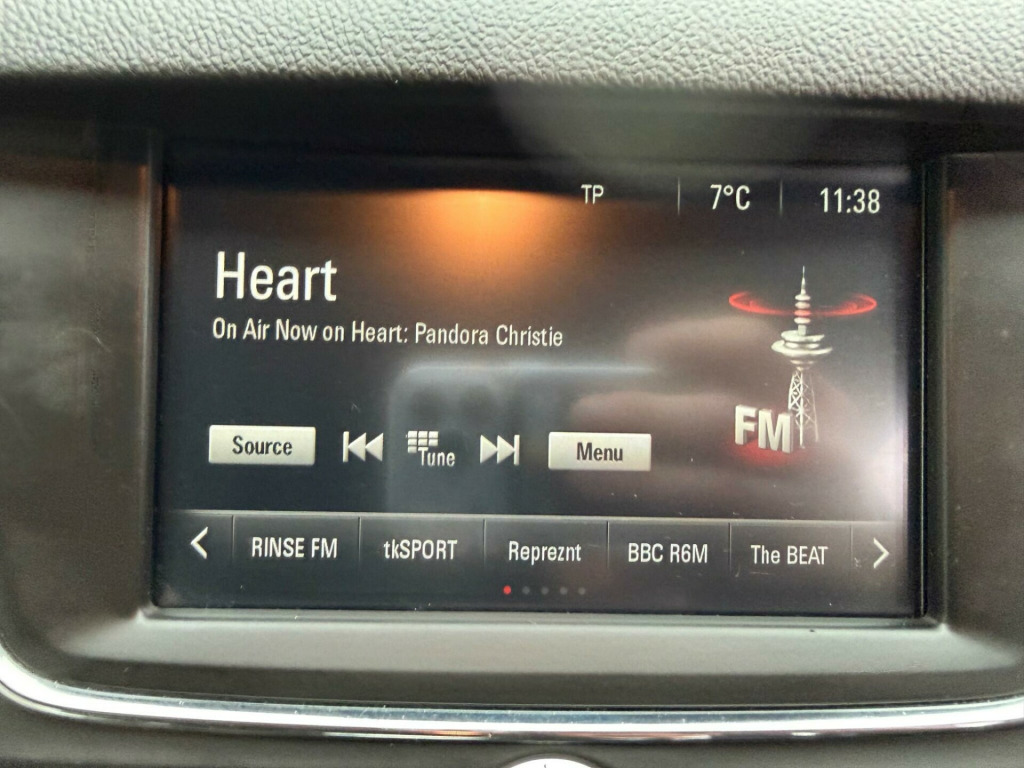 TP 7°C 11:38
Heart
On Air Now on Heart: Pandora Christie
FM
Source Tune Menu
RINSE FM tkSPORT Repreznt BBC R6M The BEAT